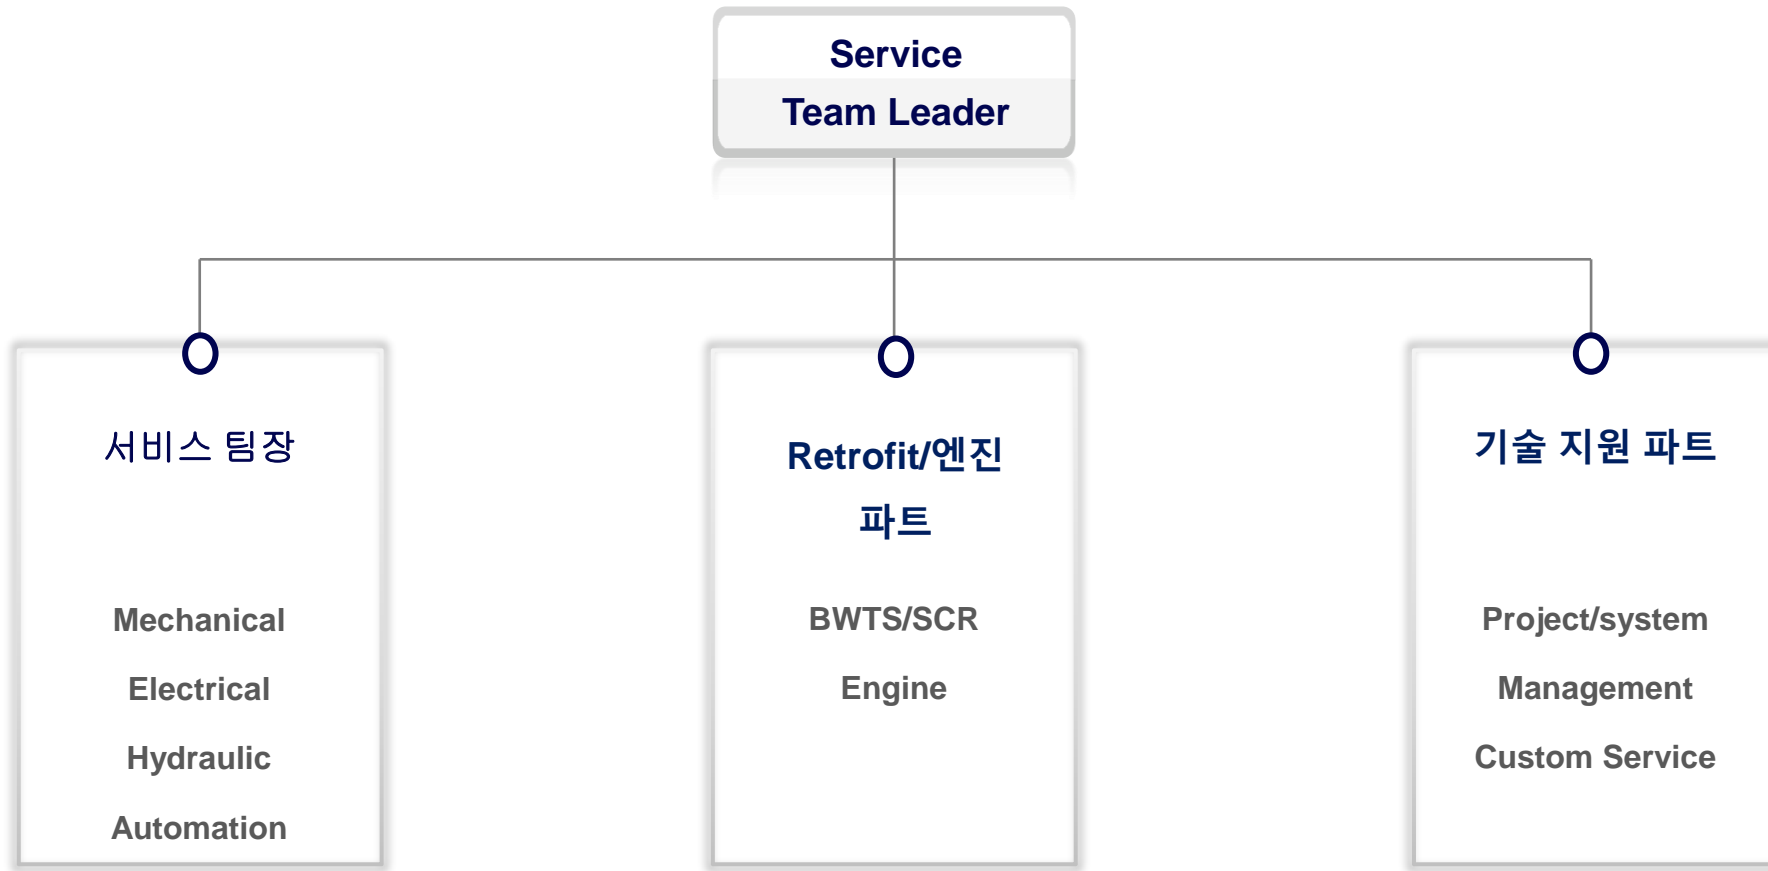 Service
Team Leader
서비스 팀장
Mechanical
Electrical
Hydraulic
Automation
Retrofit/엔진
파트
BWTS/SCR
Engine
기술 지원 파트
Project/system
Management
Custom Service